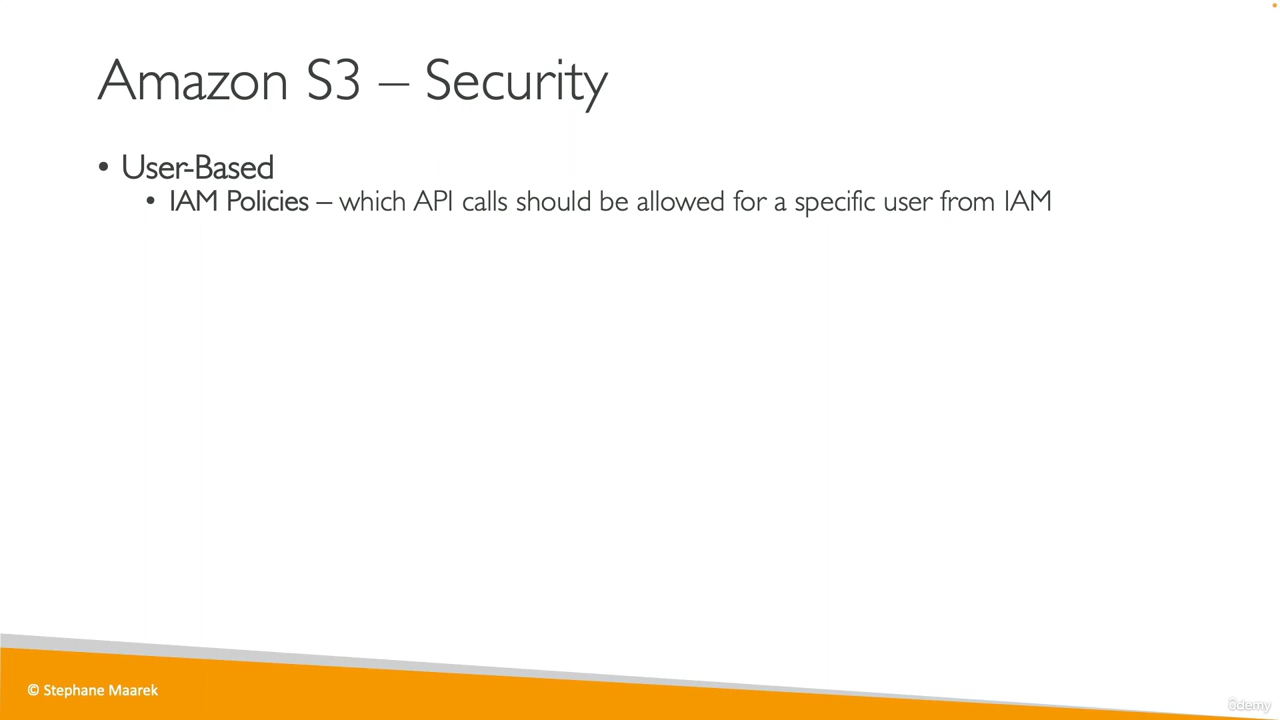 Amazon S3 – Security
• User-Based
• IAM Policies – which API calls should be allowed for a specific user from IAM
© Stephane Maarek
ûdemy